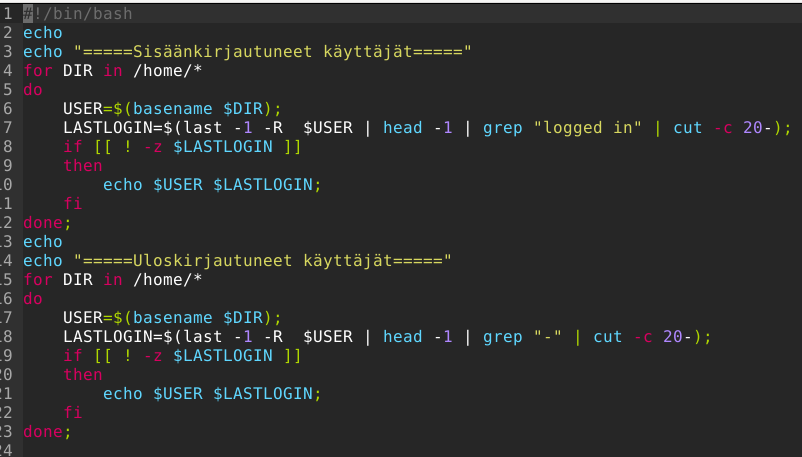 1 #!/bin/bash
2 echo
3 echo "=====Sisäänkirjautuneet käyttäjät====="
4 for DIR in /home/*
5 do
6     USER=$(basename $DIR);
7     LASTLOGIN=$(last -1 -R  $USER | head -1 | grep "logged in" | cut -c 20-);
8     if [[ ! -z $LASTLOGIN ]]
9     then
10         echo $USER $LASTLOGIN;
11     fi
12 done;
13 echo
14 echo "=====Uloskirjautuneet käyttäjät====="
15 for DIR in /home/*
16 do
17     USER=$(basename $DIR);
18     LASTLOGIN=$(last -1 -R  $USER | head -1 | grep "-" | cut -c 20-);
19     if [[ ! -z $LASTLOGIN ]]
20     then
21         echo $USER $LASTLOGIN;
22     fi
23 done;
24